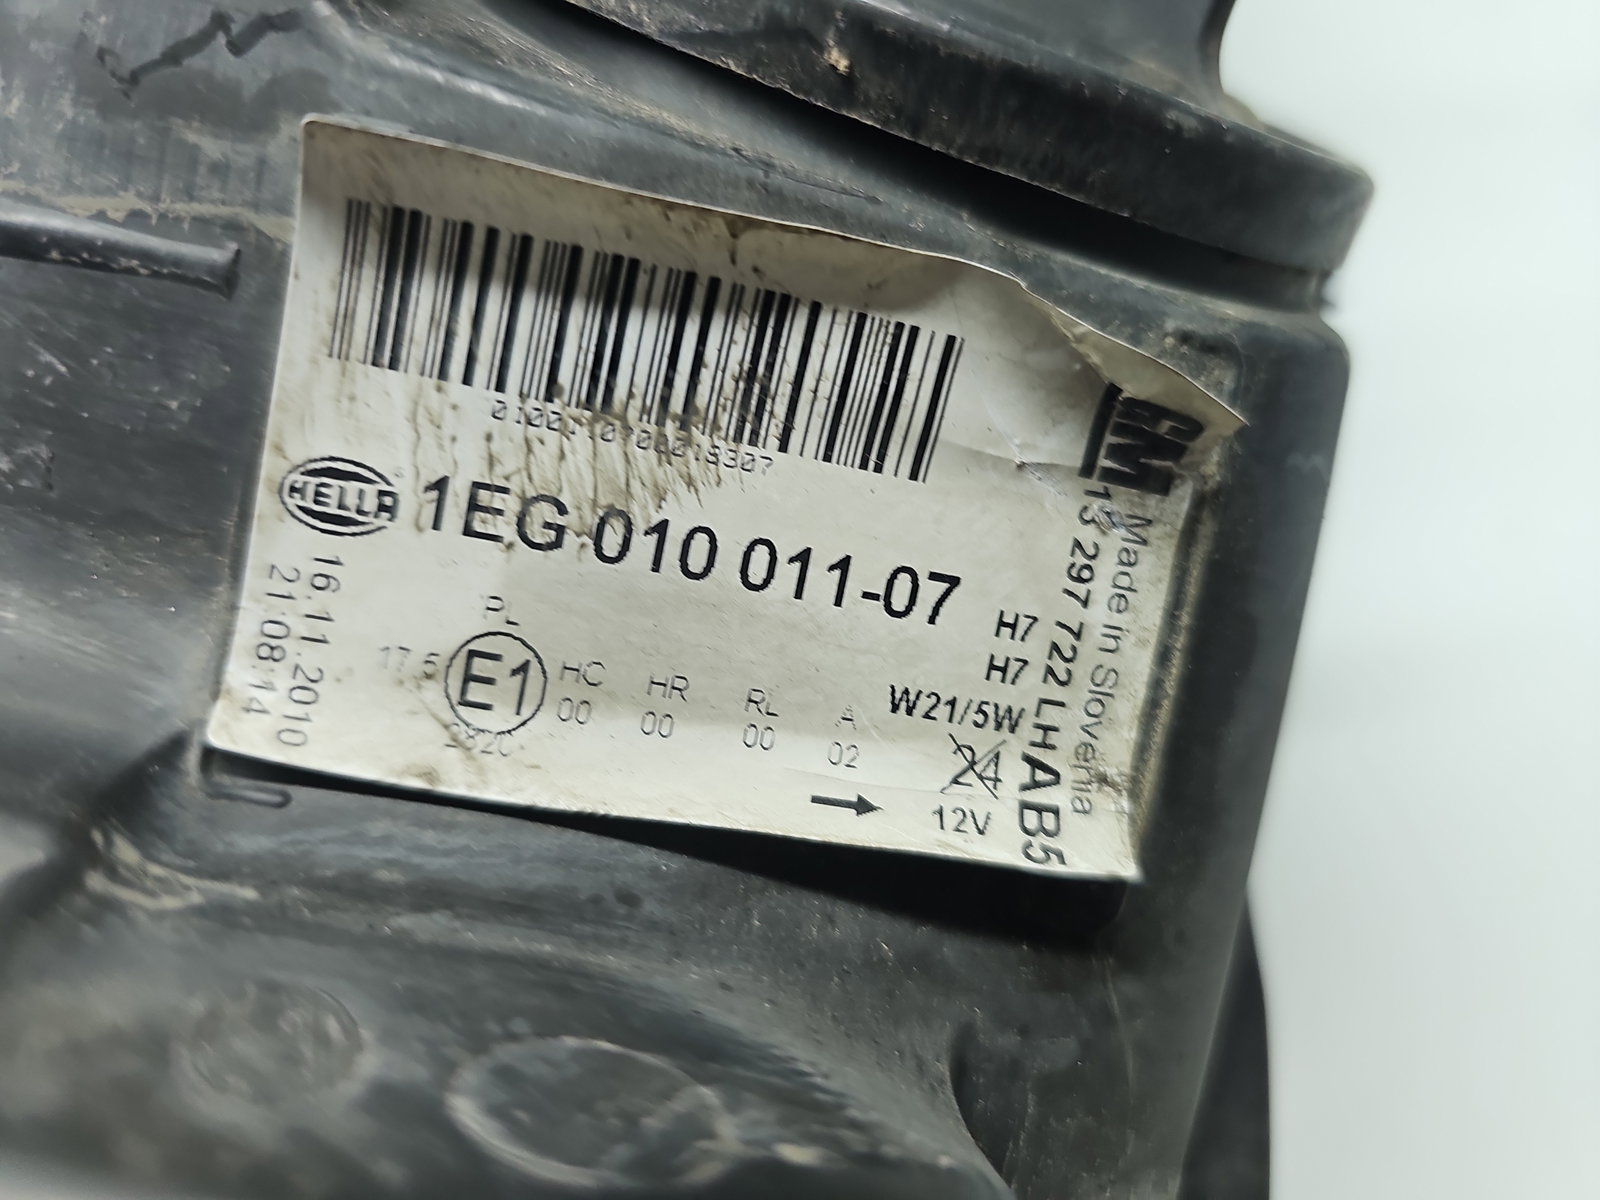 HELLA 1EG 010 011-07
16.11.2010
21:08:14
PL
17.5
E1
HC
00
HR
00
RL
00
A
02
H7
H7
W21/5W
24
12V
GM
13 297 722 LHAB5
Made in Slovenia